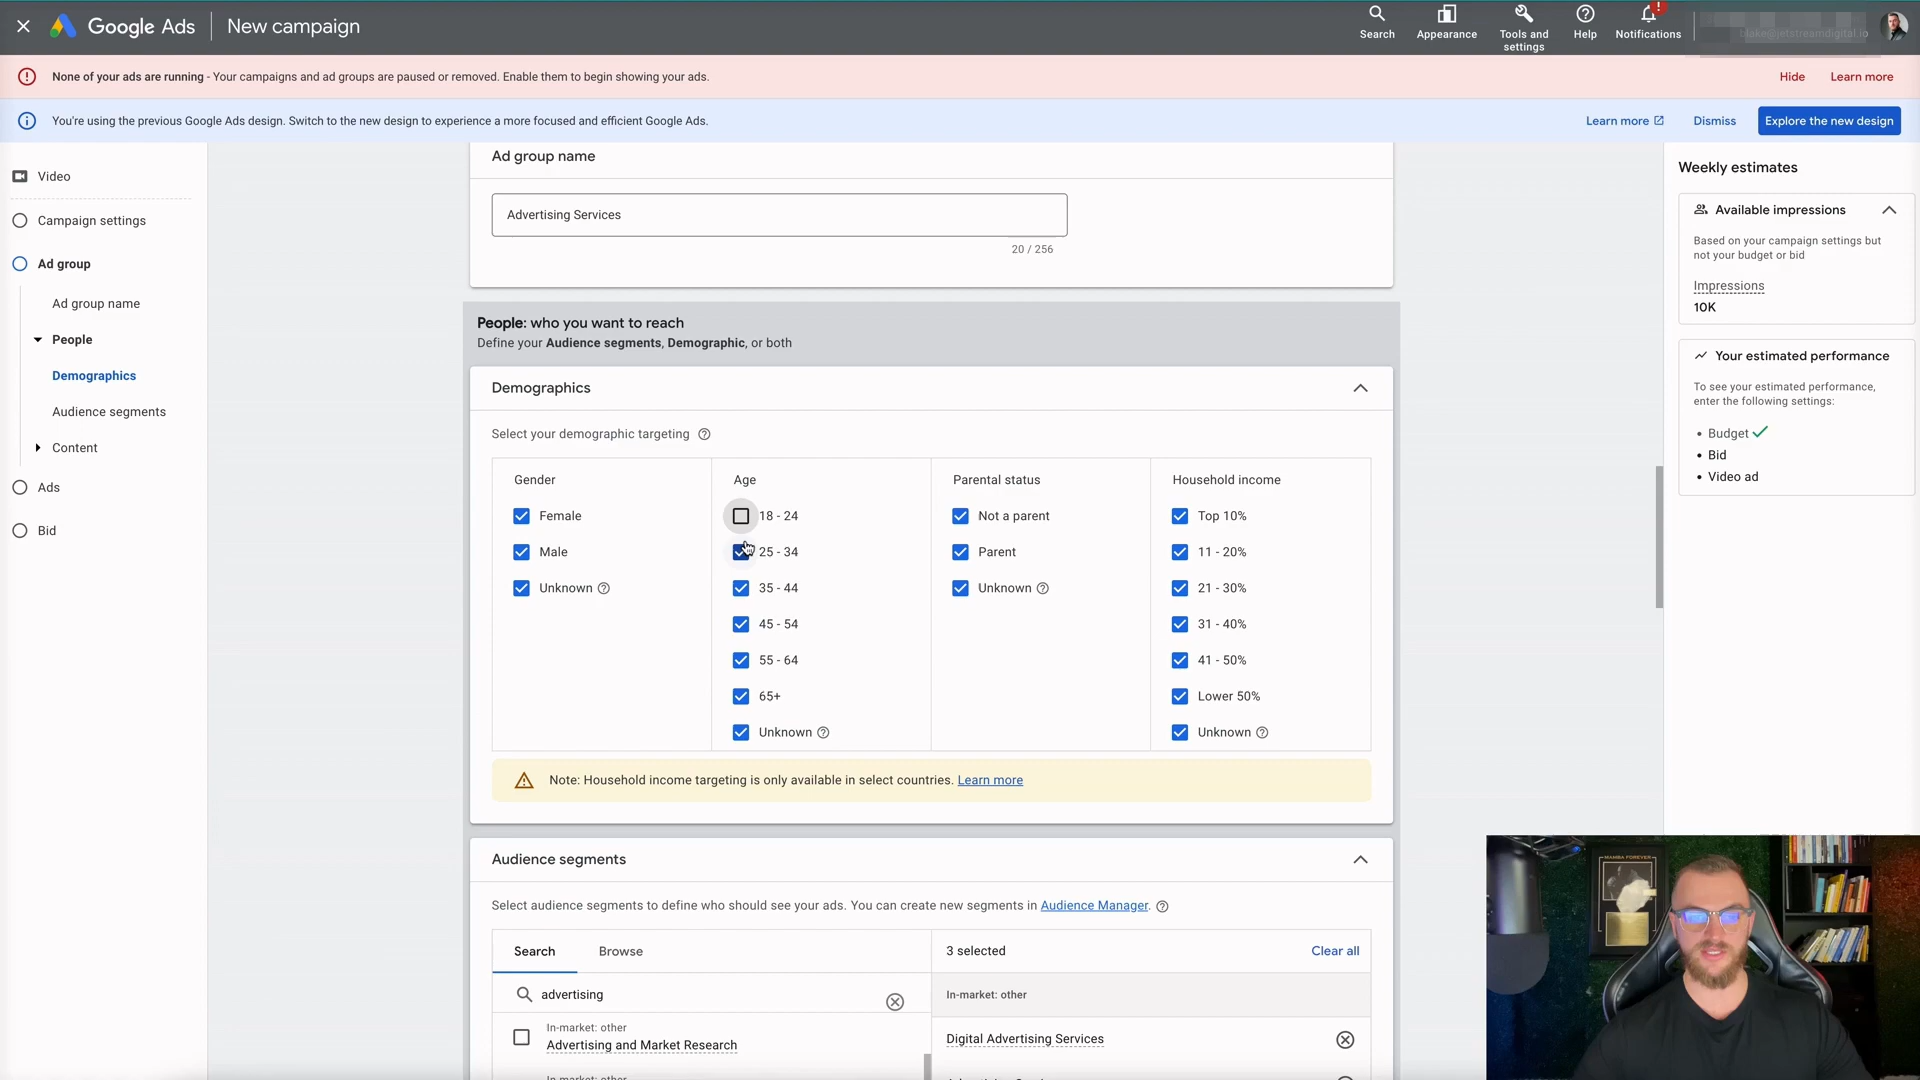 Google Ads
New campaign
Search
Appearance
Tools and settings
Help
Notifications
!
blake@jetstreamdigital.io
None of your ads are running - Your campaigns and ad groups are paused or removed. Enable them to begin showing your ads.
Hide
Learn more
You're using the previous Google Ads design. Switch to the new design to experience a more focused and efficient Google Ads.
Learn more
Dismiss
Explore the new design
Video
Campaign settings
Ad group
Ad group name
People
Demographics
Audience segments
Content
Ads
Bid
Ad group name
Advertising Services
20 / 256
People: who you want to reach
Define your Audience segments, Demographic, or both
Demographics
Select your demographic targeting
Gender
Female
Male
Unknown
Age
18 - 24
25 - 34
35 - 44
45 - 54
55 - 64
65+
Unknown
Parental status
Not a parent
Parent
Unknown
Household income
Top 10%
11 - 20%
21 - 30%
31 - 40%
41 - 50%
Lower 50%
Unknown
Note: Household income targeting is only available in select countries. Learn more
Audience segments
Select audience segments to define who should see your ads. You can create new segments in Audience Manager.
Search
Browse
advertising
In-market: other
Advertising and Market Research
In-market: other
3 selected
Clear all
In-market: other
Digital Advertising Services
Weekly estimates
Available impressions
Based on your campaign settings but
not your budget or bid
Impressions
10K
Your estimated performance
To see your estimated performance,
enter the following settings:
• Budget
• Bid
• Video ad
MAMBA FOREVER